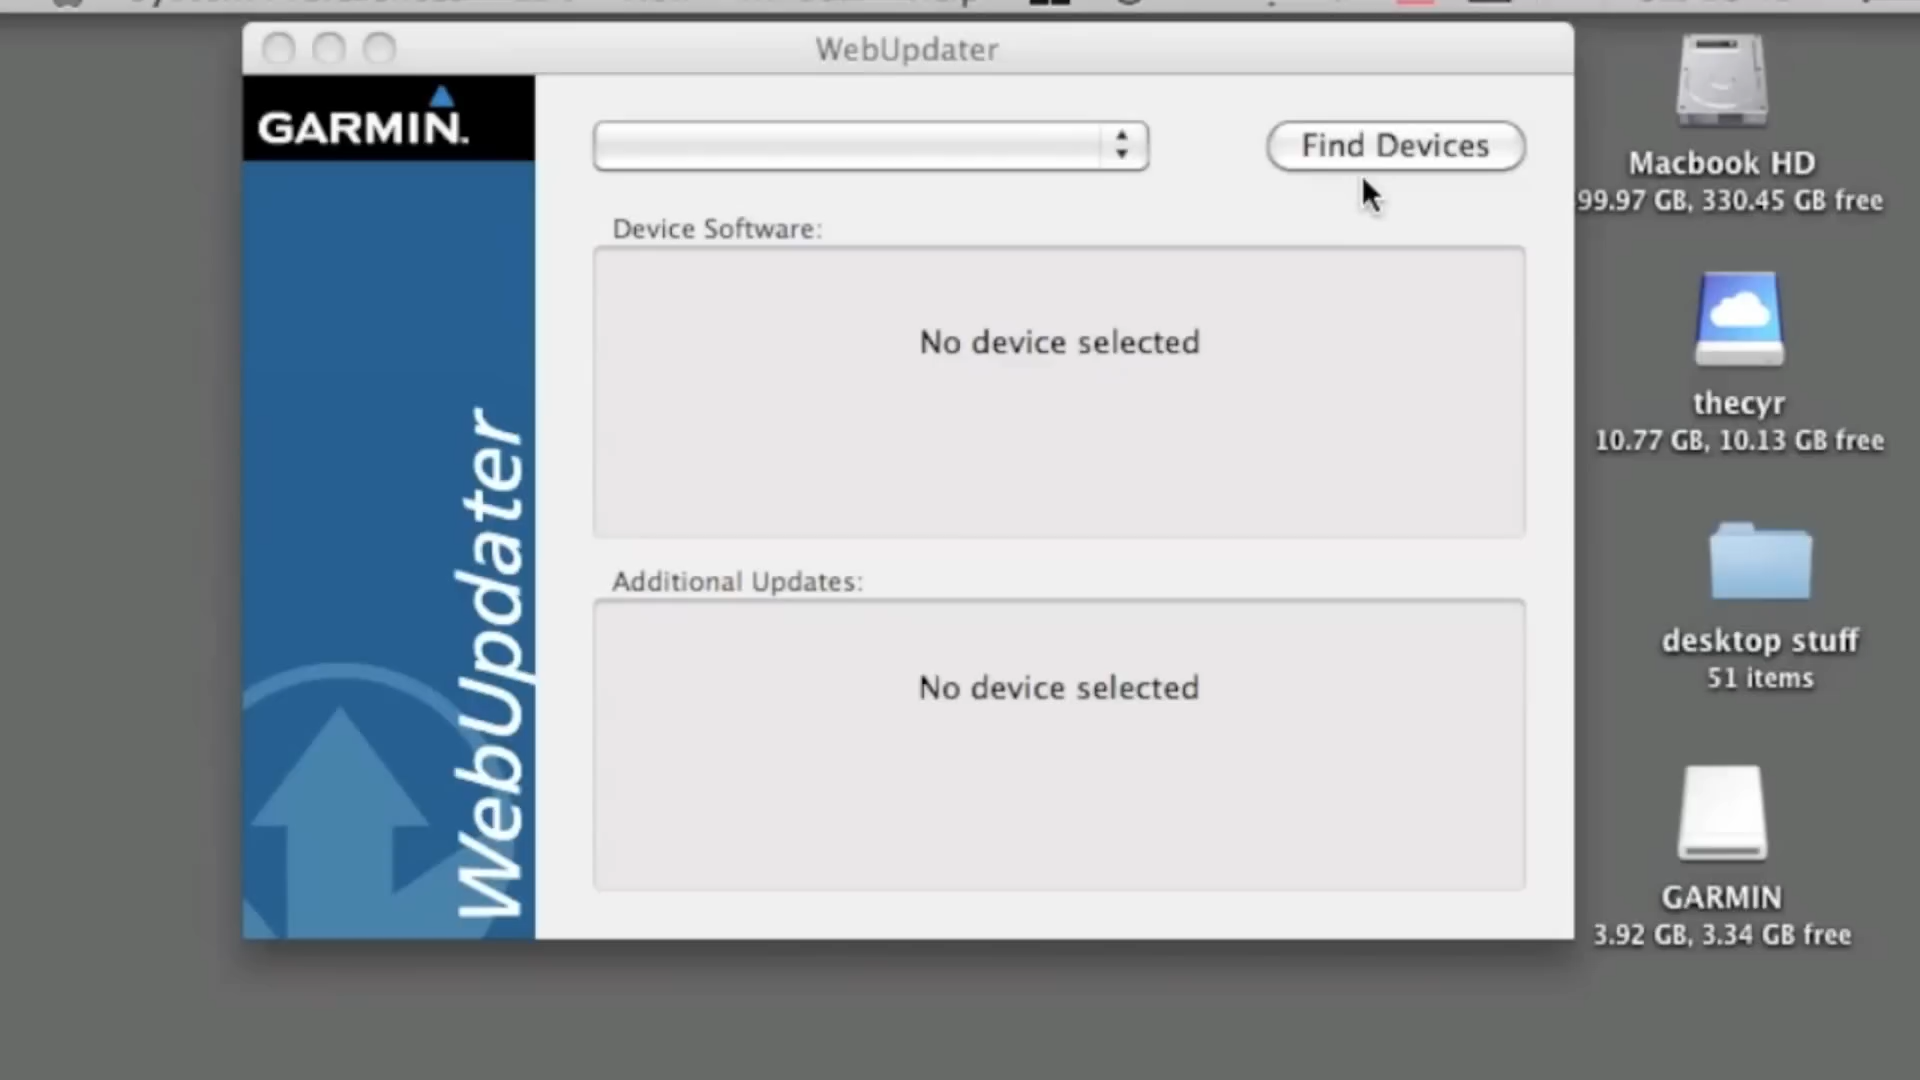 WebUpdater
GARMIN.
Find Devices
Device Software:
No device selected
Additional Updates:
No device selected
WebUpdater
Macbook HD
99.97 GB, 330.45 GB free
thecyr
10.77 GB, 10.13 GB free
desktop stuff
51 items
GARMIN
3.92 GB, 3.34 GB free